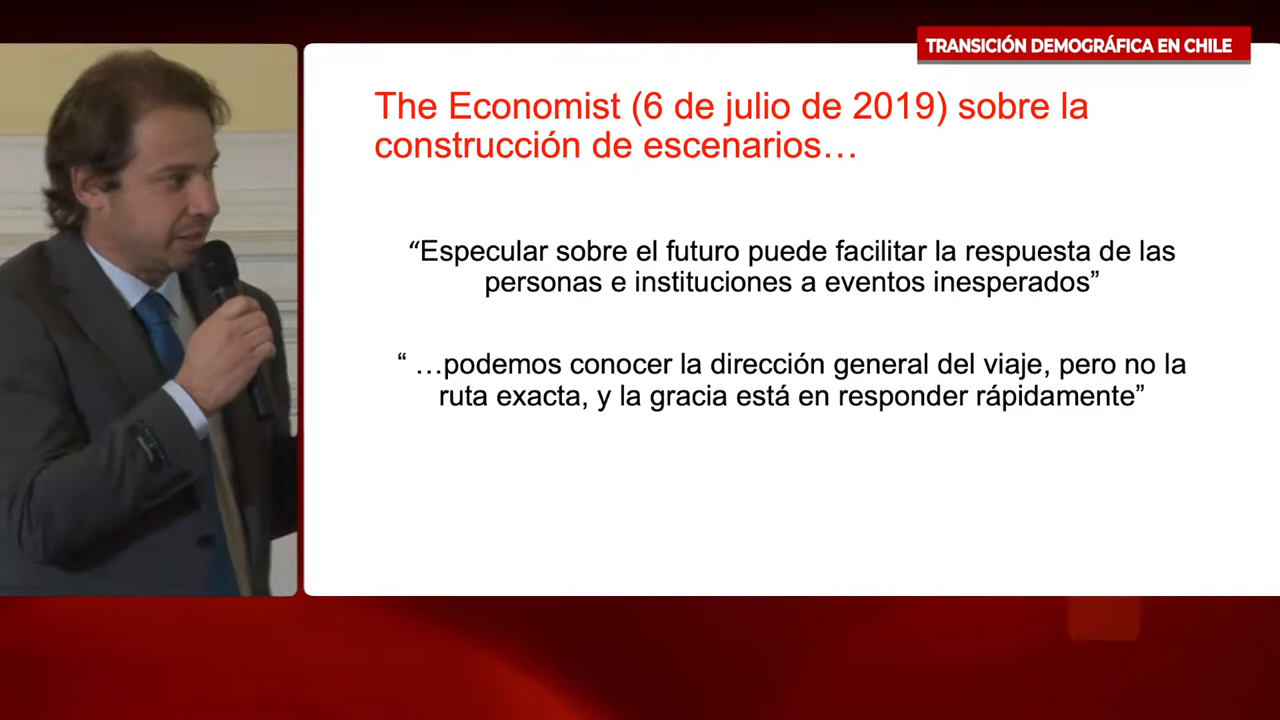 TRANSICIÓN DEMOGRÁFICA EN CHILE
The Economist (6 de julio de 2019) sobre la
construcción de escenarios…
“Especular sobre el futuro puede facilitar la respuesta de las
personas e instituciones a eventos inesperados”
“ …podemos conocer la dirección general del viaje, pero no la
ruta exacta, y la gracia está en responder rápidamente”